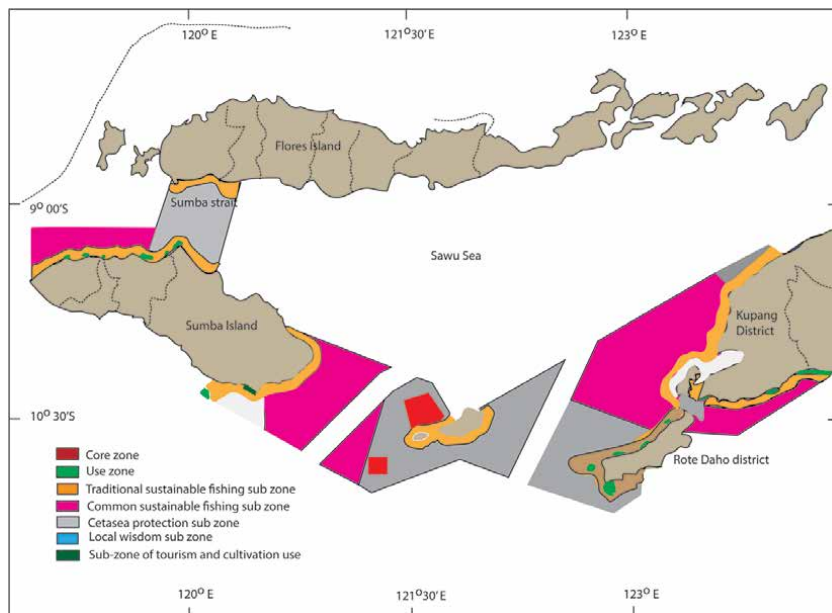 120° E
121°30' E
123° E
Flores Island
9° 00'S
Sumba strait
Sawu Sea
Sumba Island
Kupang
District
10° 30'S
Rote Daho district
Core zone
Use zone
Traditional sustainable fishing sub zone
Common sustainable fishing sub zone
Cetasea protection sub zone
Local wisdom sub zone
Sub-zone of tourism and cultivation use
120° E
121°30' E
123° E